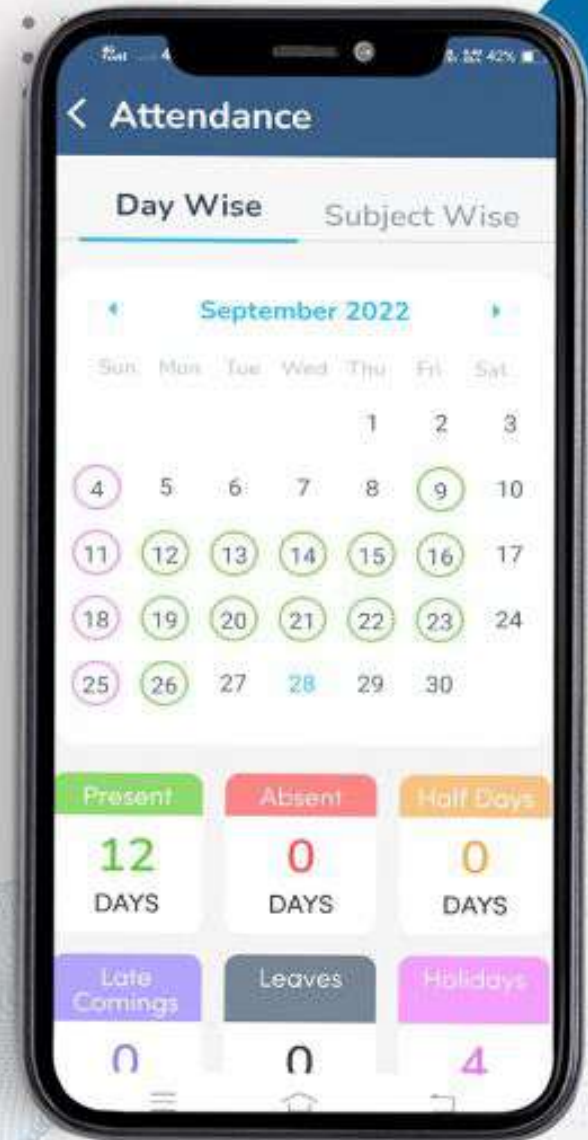 42%
< Attendance
Day Wise Subject Wise
September 2022
Sun Mon Tue Wed Thu Fri Sat
1 2 3
4 5 6 7 8 9 10
11 12 13 14 15 16 17
18 19 20 21 22 23 24
25 26 27 28 29 30
Present Absent Half Days
12 0 0
DAYS DAYS DAYS
Late Comings Leaves Holidays
0 0 4